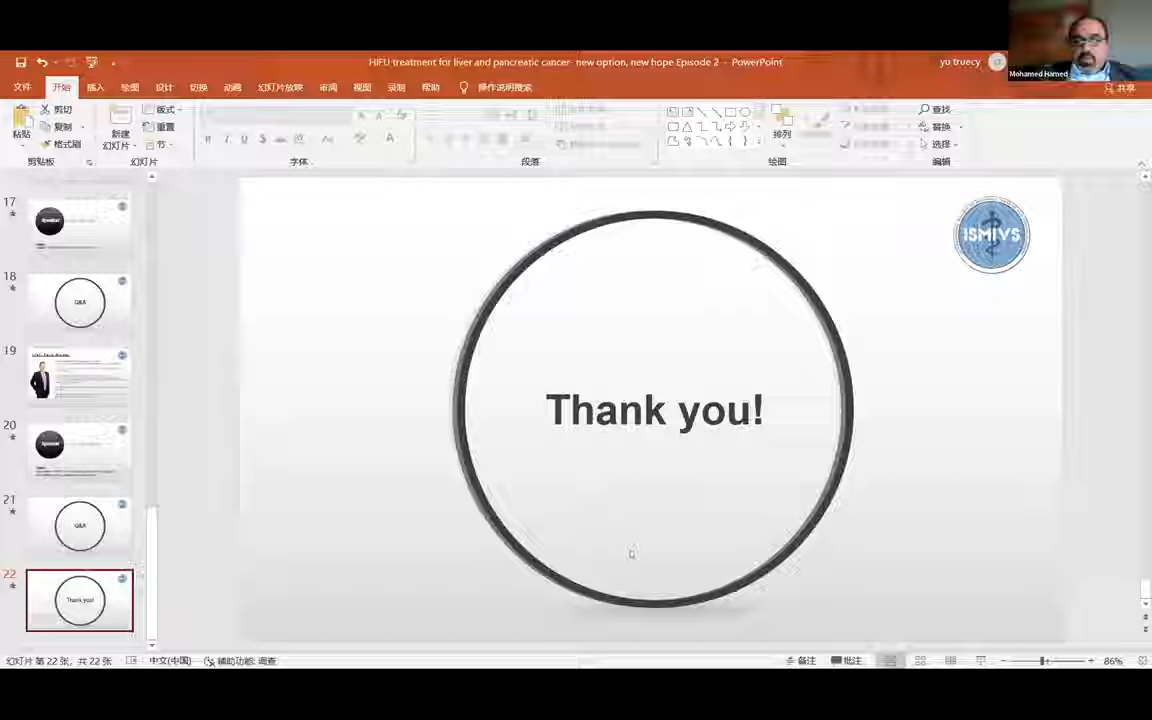 HIFU treatment for liver and pancreatic cancer- new option, new hope Episode 2 - PowerPoint
yu truecy
Mohamed Hamed
文件 开始 插入 绘图 设计 切换 动画 幻灯片放映 审阅 视图 录制 帮助 操作说明搜索 共享
粘贴 剪切 复制 格式刷 剪贴板
新建 幻灯片 版式 重置 节 幻灯片
字体
段落
排列 绘图
查找 替换 选择 编辑
17
18
Q&A
19
20
21
Q&A
22
Thank you!
ISMIVS
Thank you!
幻灯片 第 22 张, 共 22 张 中文(中国) 辅助功能: 调查 备注 批注 86%